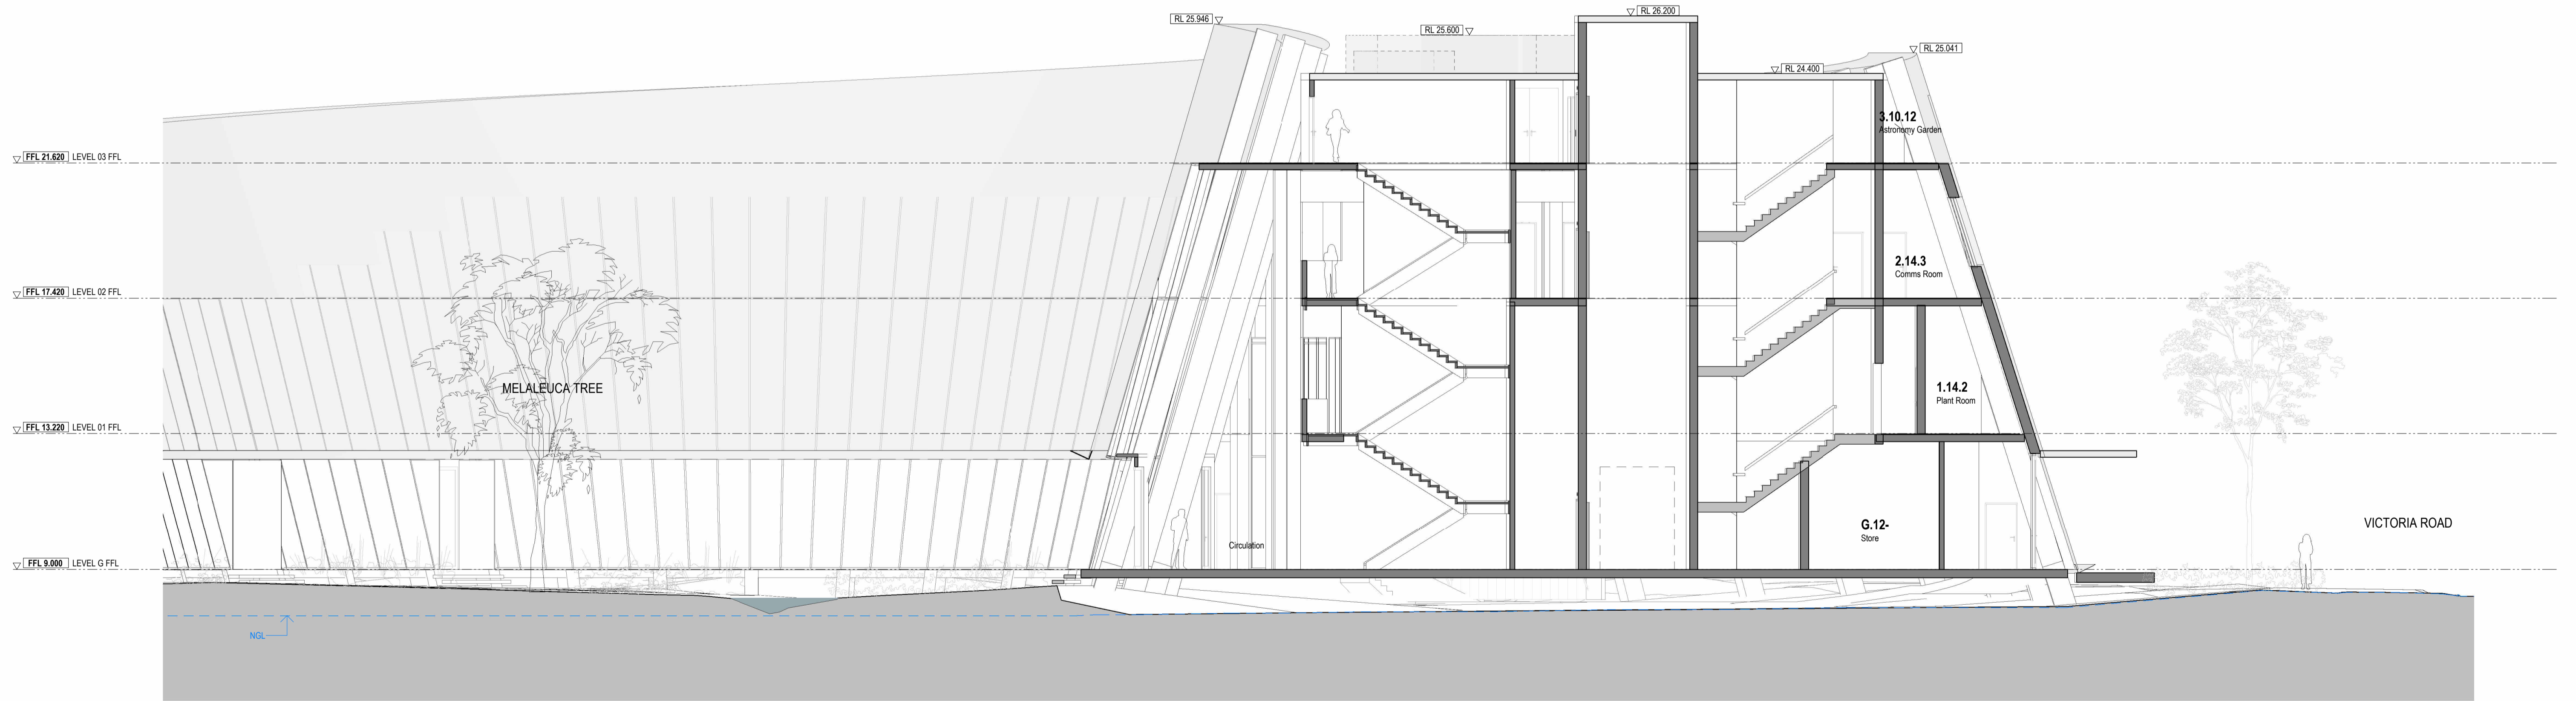 RL 25.946
RL 25.600
RL 26.200
RL 24.400
RL 25.041
3.10.12
Astronomy Garden
FFL 21.620 LEVEL 03 FFL
2.14.3
Comms Room
FFL 17.420 LEVEL 02 FFL
MELALEUCA TREE
1.14.2
Plant Room
FFL 13.220 LEVEL 01 FFL
VICTORIA ROAD
G.12-
Store
Circulation
FFL 9.000 LEVEL G FFL
NGL